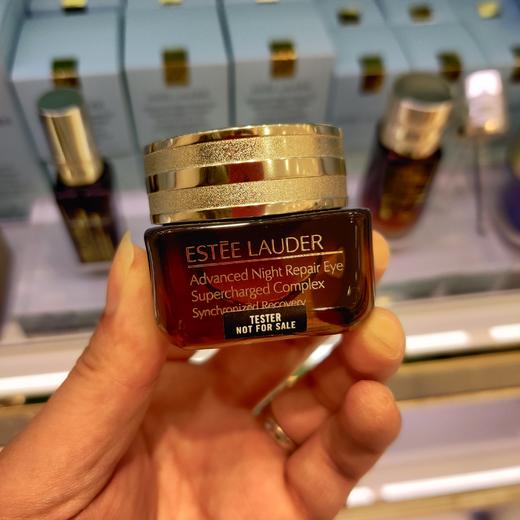 ESTĒE LAUDER
Advanced Night Repair Eye
Supercharged Complex
Synchronized Recovery
TESTER
NOT FOR SALE